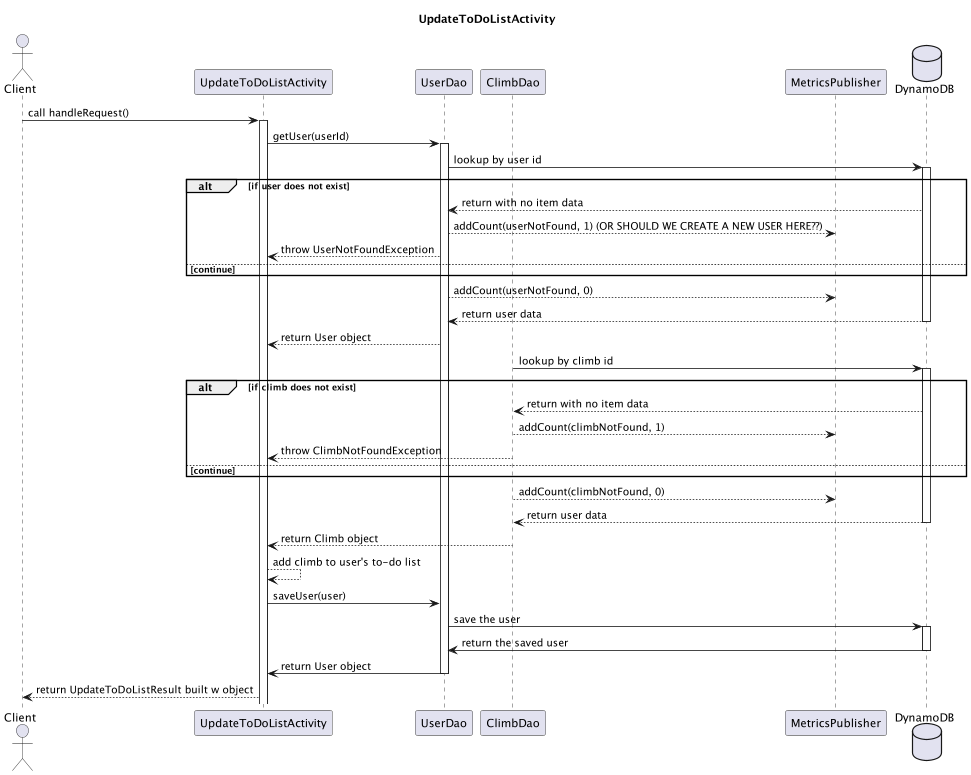 UpdateToDoListActivity
Client
UpdateToDoListActivity
UserDao
ClimbDao
MetricsPublisher
DynamoDB
call handleRequest()
getUser(userId)
lookup by user id
alt
[if user does not exist]
return with no item data
addCount(userNotFound, 1) (OR SHOULD WE CREATE A NEW USER HERE??)
throw UserNotFoundException
[continue]
addCount(userNotFound, 0)
return user data
return User object
lookup by climb id
alt
[if climb does not exist]
return with no item data
addCount(climbNotFound, 1)
throw ClimbNotFoundException
[continue]
addCount(climbNotFound, 0)
return user data
return Climb object
add climb to user's to-do list
saveUser(user)
save the user
return the saved user
return User object
return UpdateToDoListResult built w object
Client
UpdateToDoListActivity
UserDao
ClimbDao
MetricsPublisher
DynamoDB